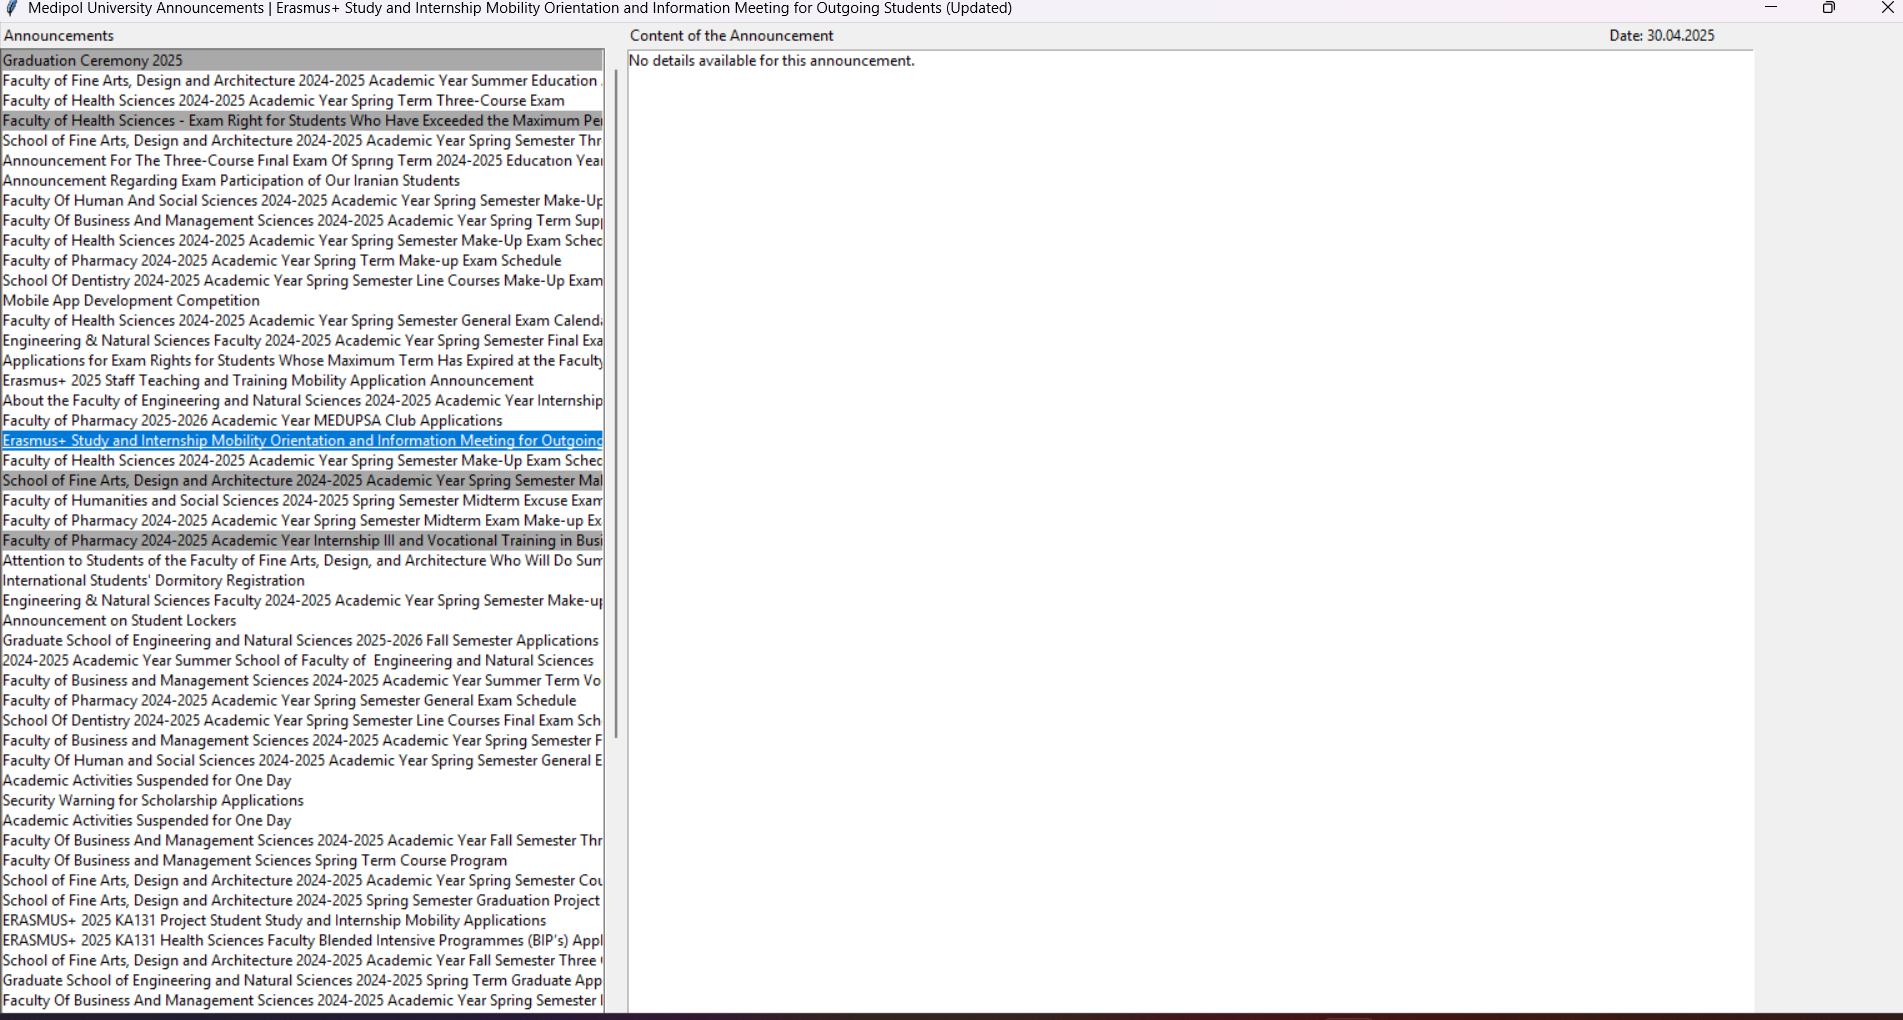 Medipol University Announcements | Erasmus+ Study and Internship Mobility Orientation and Information Meeting for Outgoing Students (Updated)
Announcements
Content of the Announcement
Date: 30.04.2025
Graduation Ceremony 2025
Faculty of Fine Arts, Design and Architecture 2024-2025 Academic Year Summer Education
Faculty of Health Sciences 2024-2025 Academic Year Spring Term Three-Course Exam
Faculty of Health Sciences - Exam Right for Students Who Have Exceeded the Maximum Pe
School of Fine Arts, Design and Architecture 2024-2025 Academic Year Spring Semester Thr
Announcement For The Three-Course Final Exam Of Spring Term 2024-2025 Education Yea
Announcement Regarding Exam Participation of Our Iranian Students
Faculty Of Human And Social Sciences 2024-2025 Academic Year Spring Semester Make-Up
Faculty Of Business And Management Sciences 2024-2025 Academic Year Spring Term Supp
Faculty of Health Sciences 2024-2025 Academic Year Spring Semester Make-Up Exam Sched
Faculty of Pharmacy 2024-2025 Academic Year Spring Term Make-up Exam Schedule
School Of Dentistry 2024-2025 Academic Year Spring Semester Line Courses Make-Up Exam
Mobile App Development Competition
Faculty of Health Sciences 2024-2025 Academic Year Spring Semester General Exam Calenda
Engineering & Natural Sciences Faculty 2024-2025 Academic Year Spring Semester Final Exa
Applications for Exam Rights for Students Whose Maximum Term Has Expired at the Faculty
Erasmus+ 2025 Staff Teaching and Training Mobility Application Announcement
About the Faculty of Engineering and Natural Sciences 2024-2025 Academic Year Internship
Faculty of Pharmacy 2025-2026 Academic Year MEDUPSA Club Applications
Erasmus+ Study and Internship Mobility Orientation and Information Meeting for Outgoing
Faculty of Health Sciences 2024-2025 Academic Year Spring Semester Make-Up Exam Sched
School of Fine Arts, Design and Architecture 2024-2025 Academic Year Spring Semester Mak
Faculty of Humanities and Social Sciences 2024-2025 Spring Semester Midterm Excuse Exam
Faculty of Pharmacy 2024-2025 Academic Year Spring Semester Midterm Exam Make-up Ex
Faculty of Pharmacy 2024-2025 Academic Year Internship III and Vocational Training in Busi
Attention to Students of the Faculty of Fine Arts, Design, and Architecture Who Will Do Sum
International Students' Dormitory Registration
Engineering & Natural Sciences Faculty 2024-2025 Academic Year Spring Semester Make-up
Announcement on Student Lockers
Graduate School of Engineering and Natural Sciences 2025-2026 Fall Semester Applications
2024-2025 Academic Year Summer School of Faculty of  Engineering and Natural Sciences
Faculty of Business and Management Sciences 2024-2025 Academic Year Summer Term Vo
Faculty of Pharmacy 2024-2025 Academic Year Spring Semester General Exam Schedule
School Of Dentistry 2024-2025 Academic Year Spring Semester Line Courses Final Exam Sch
Faculty of Business and Management Sciences 2024-2025 Academic Year Spring Semester F
Faculty Of Human and Social Sciences 2024-2025 Academic Year Spring Semester General E
Academic Activities Suspended for One Day
Security Warning for Scholarship Applications
Academic Activities Suspended for One Day
Faculty Of Business And Management Sciences 2024-2025 Academic Year Fall Semester Thr
Faculty Of Business and Management Sciences Spring Term Course Program
School of Fine Arts, Design and Architecture 2024-2025 Academic Year Spring Semester Cou
School of Fine Arts, Design and Architecture 2024-2025 Spring Semester Graduation Project
ERASMUS+ 2025 KA131 Project Student Study and Internship Mobility Applications
ERASMUS+ 2025 KA131 Health Sciences Faculty Blended Intensive Programmes (BIP's) Appl
School of Fine Arts, Design and Architecture 2024-2025 Academic Year Fall Semester Three
Graduate School of Engineering and Natural Sciences 2024-2025 Spring Term Graduate App
Faculty Of Business And Management Sciences 2024-2025 Academic Year Spring Semester
No details available for this announcement.